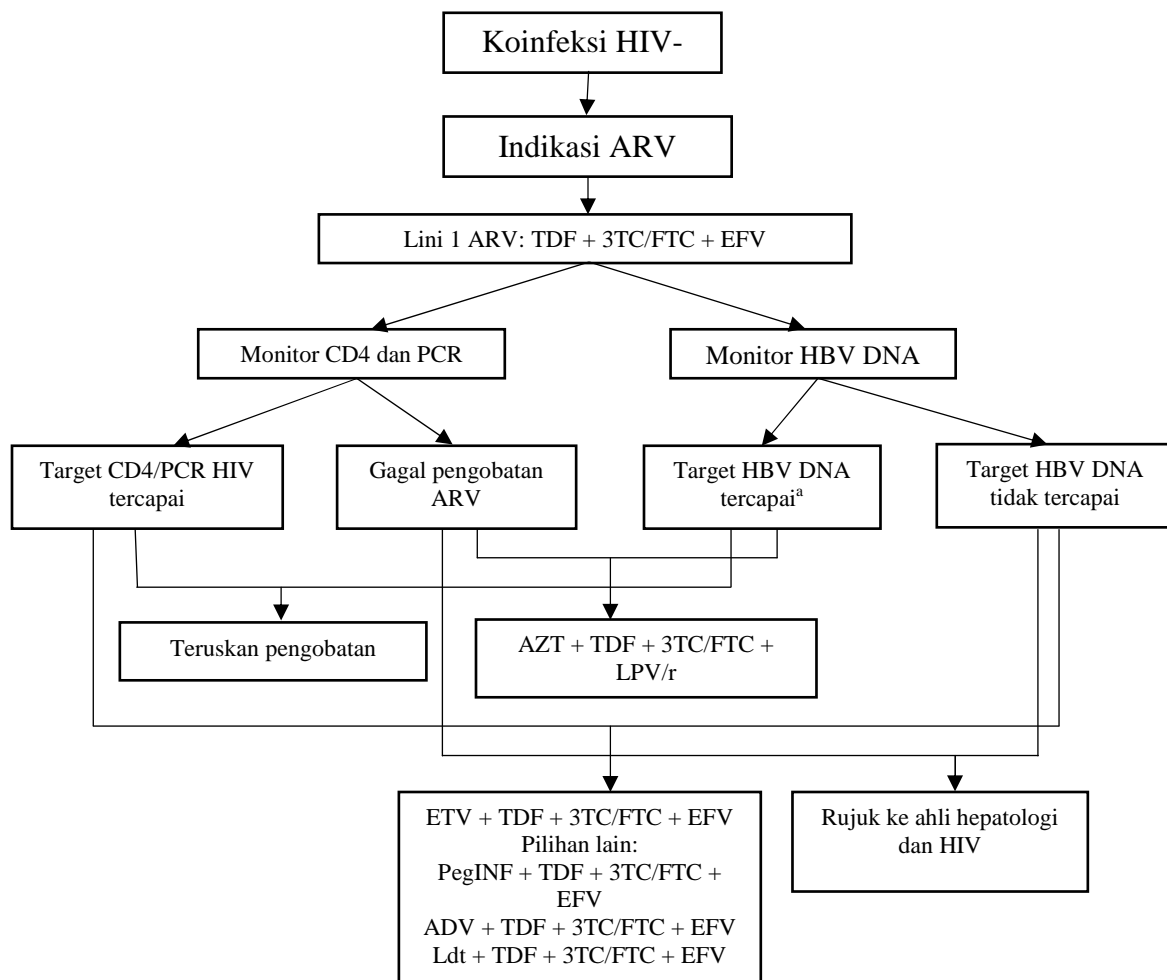 Koinfeksi HIV-
Indikasi ARV
Lini 1 ARV: TDF + 3TC/FTC + EFV
Monitor CD4 dan PCR
Monitor HBV DNA
Target CD4/PCR HIV
tercapai
Gagal pengobatan
ARV
Target HBV DNA
tercapaiᵃ
Target HBV DNA
tidak tercapai
Teruskan pengobatan
AZT + TDF + 3TC/FTC +
LPV/r
ETV + TDF + 3TC/FTC + EFV
Pilihan lain:
PegINF + TDF + 3TC/FTC +
EFV
ADV + TDF + 3TC/FTC + EFV
Ldt + TDF + 3TC/FTC + EFV
Rujuk ke ahli hepatologi
dan HIV